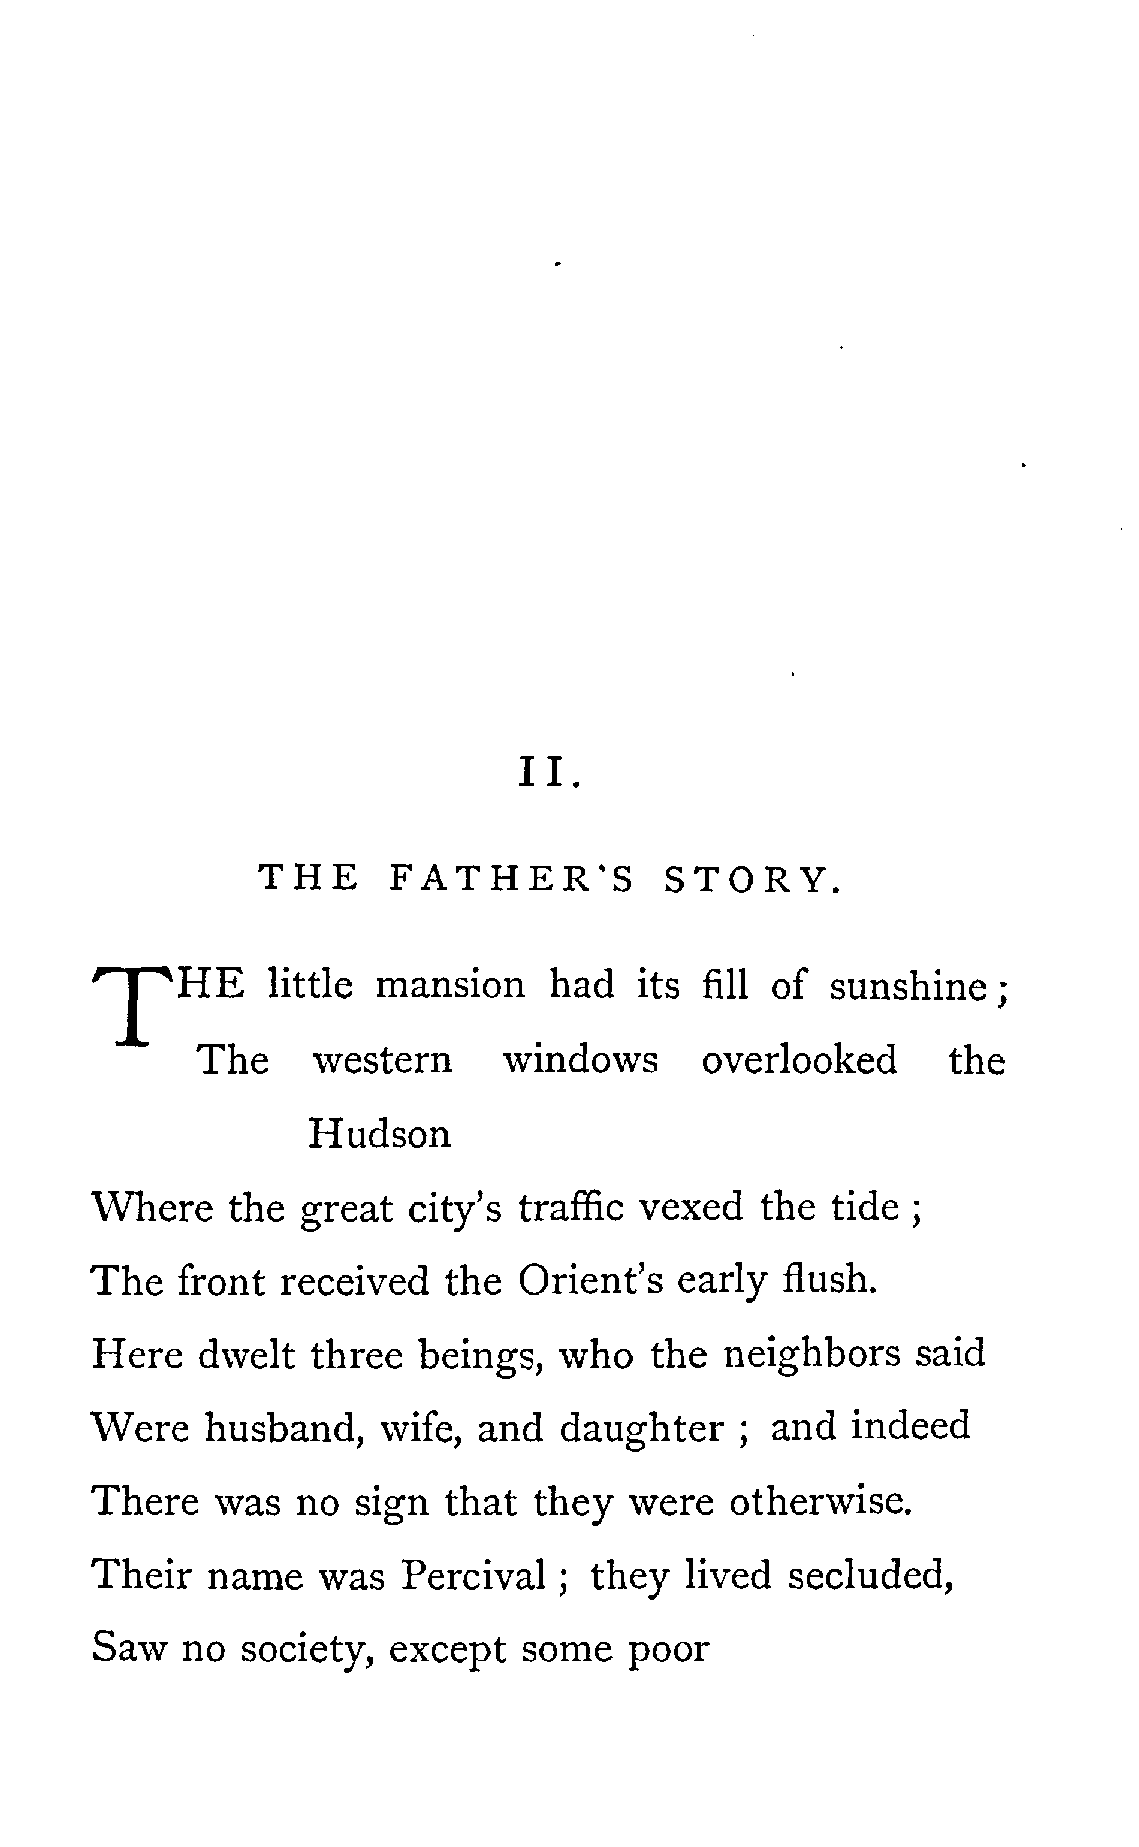 II.
THE FATHER'S STORY.
THE little mansion had its fill of sunshine;
The western windows overlooked the
Hudson
Where the great city's traffic vexed the tide;
The front received the Orient's early flush.
Here dwelt three beings, who the neighbors said
Were husband, wife, and daughter; and indeed
There was no sign that they were otherwise.
Their name was Percival; they lived secluded,
Saw no society, except some poor